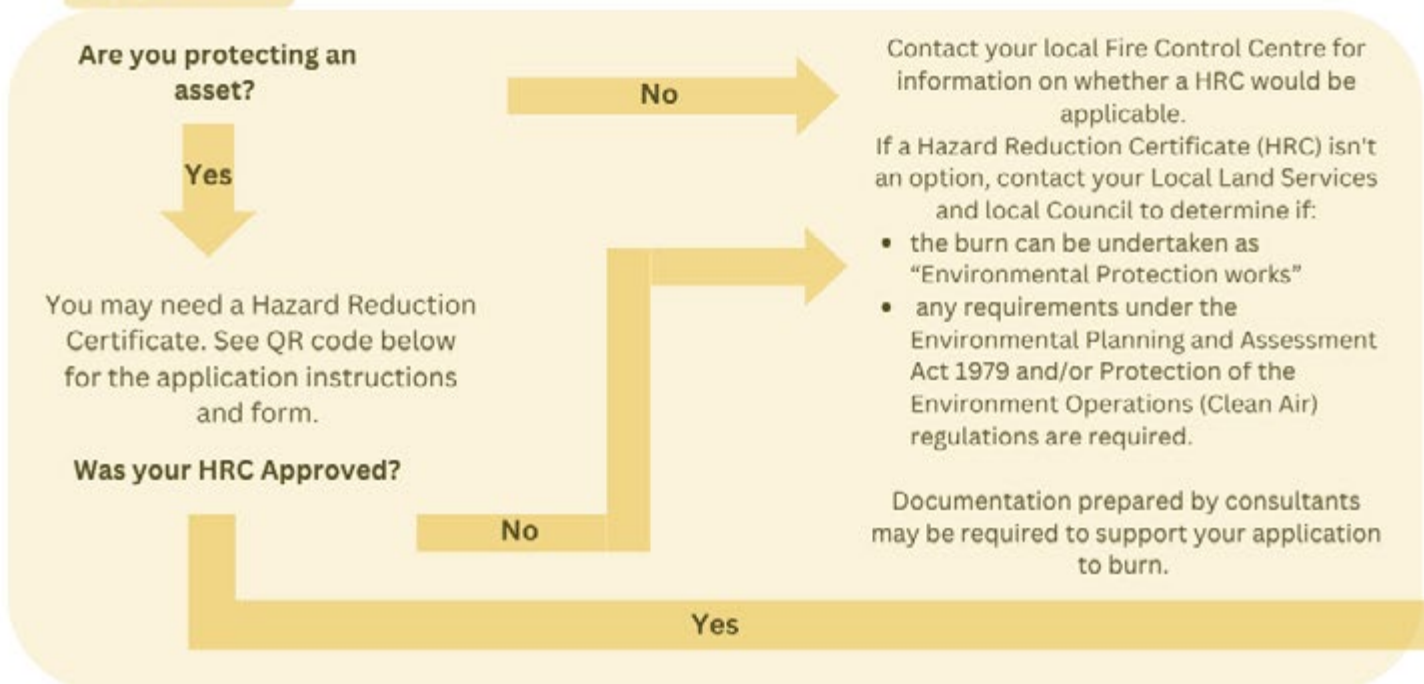 Are you protecting an
asset?
No
Yes
You may need a Hazard Reduction
Certificate. See QR code below
for the application instructions
and form.
Was your HRC Approved?
No
Yes
Contact your local Fire Control Centre for
information on whether a HRC would be
applicable.
If a Hazard Reduction Certificate (HRC) isn't
an option, contact your Local Land Services
and local Council to determine if:
• the burn can be undertaken as
“Environmental Protection works”
• any requirements under the
Environmental Planning and Assessment
Act 1979 and/or Protection of the
Environment Operations (Clean Air)
regulations are required.
Documentation prepared by consultants
may be required to support your application
to burn.